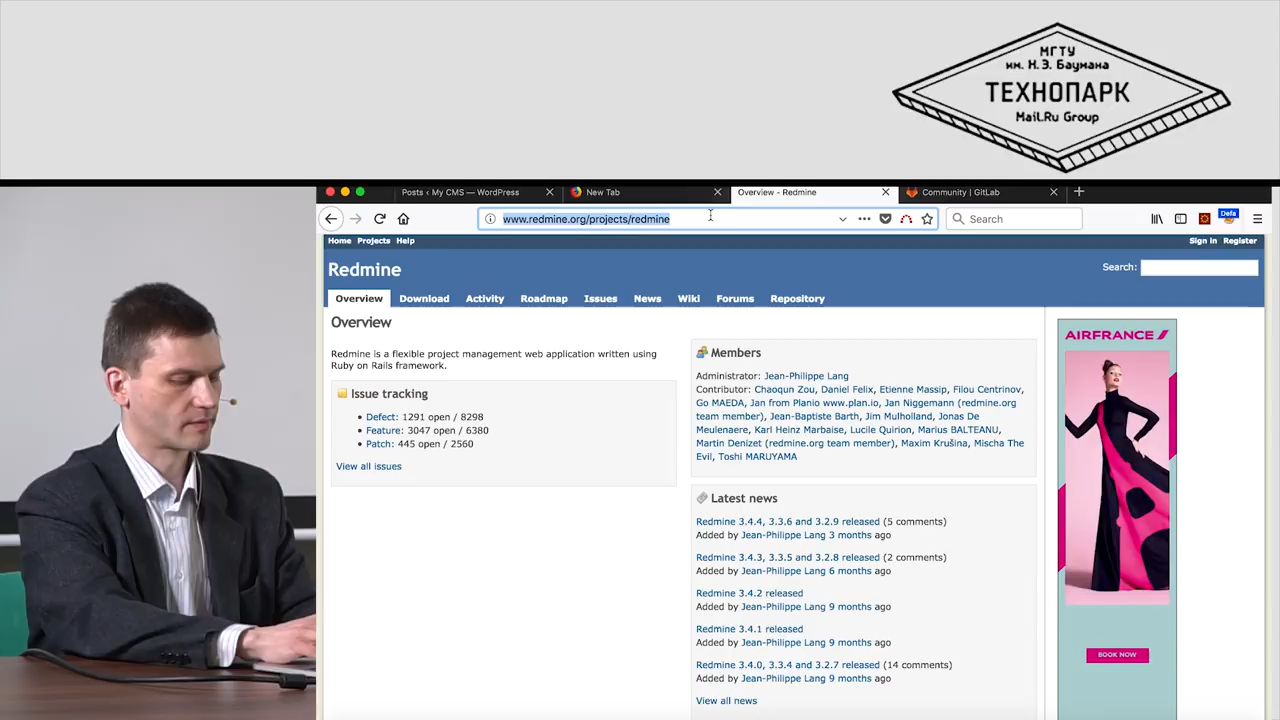 МГТУ
им. Н.Э. Баумана
ТЕХНОПАРК
Mail.Ru Group
Posts ‹ My CMS — WordPress
New Tab
Overview - Redmine
Community | GitLab
www.redmine.org/projects/redmine
Search
Defa
Home Projects Help
Sign in Register
Redmine
Search:
Overview Download Activity Roadmap Issues News Wiki Forums Repository
Overview
Redmine is a flexible project management web application written using
Ruby on Rails framework.
Issue tracking
Defect: 1291 open / 8298
Feature: 3047 open / 6380
Patch: 445 open / 2560
View all issues
Members
Administrator: Jean-Philippe Lang
Contributor: Chaoqun Zou, Daniel Felix, Etienne Massip, Filou Centrinov,
Go MAEDA, Jan from Planio www.plan.io, Jan Niggemann (redmine.org
team member), Jean-Baptiste Barth, Jim Mulholland, Jonas De
Meulenaere, Karl Heinz Marbaise, Lucile Quirion, Marius BALTEANU,
Martin Denizet (redmine.org team member), Maxim Krušina, Mischa The
Evil, Toshi MARUYAMA
Latest news
Redmine 3.4.4, 3.3.6 and 3.2.9 released (5 comments)
Added by Jean-Philippe Lang 3 months ago
Redmine 3.4.3, 3.3.5 and 3.2.8 released (2 comments)
Added by Jean-Philippe Lang 6 months ago
Redmine 3.4.2 released
Added by Jean-Philippe Lang 9 months ago
Redmine 3.4.1 released
Added by Jean-Philippe Lang 9 months ago
Redmine 3.4.0, 3.3.4 and 3.2.7 released (14 comments)
Added by Jean-Philippe Lang 9 months ago
View all news
AIRFRANCE
BOOK NOW